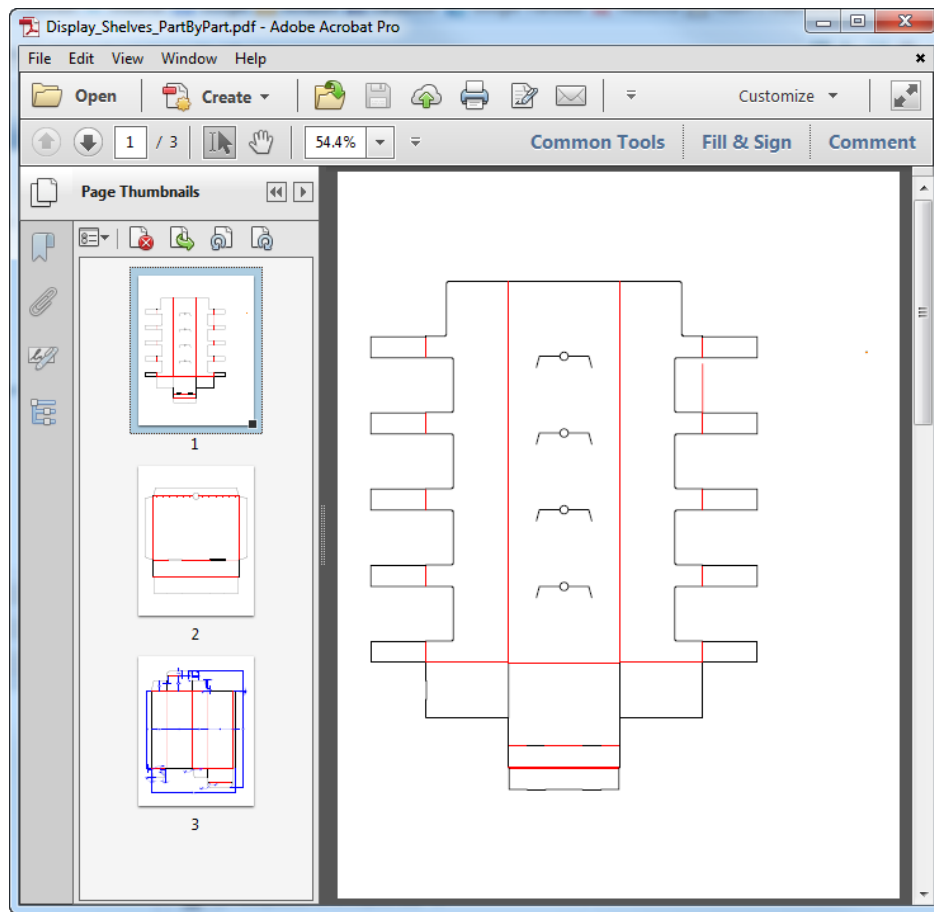 Display_Shelves_PartByPart.pdf - Adobe Acrobat Pro
File Edit View Window Help
Open Create Customize
1 / 3 54.4% Common Tools Fill & Sign Comment
Page Thumbnails
1
2
3